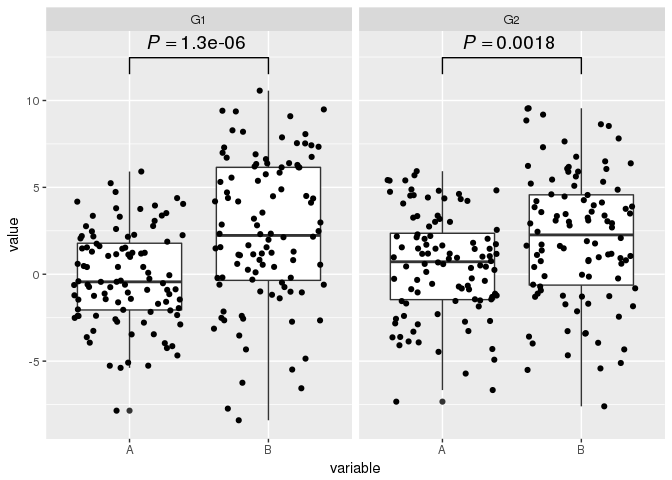 G1
G2
P = 1.3e-06
P = 0.0018
10
5
0
-5
value
A
B
A
B
variable